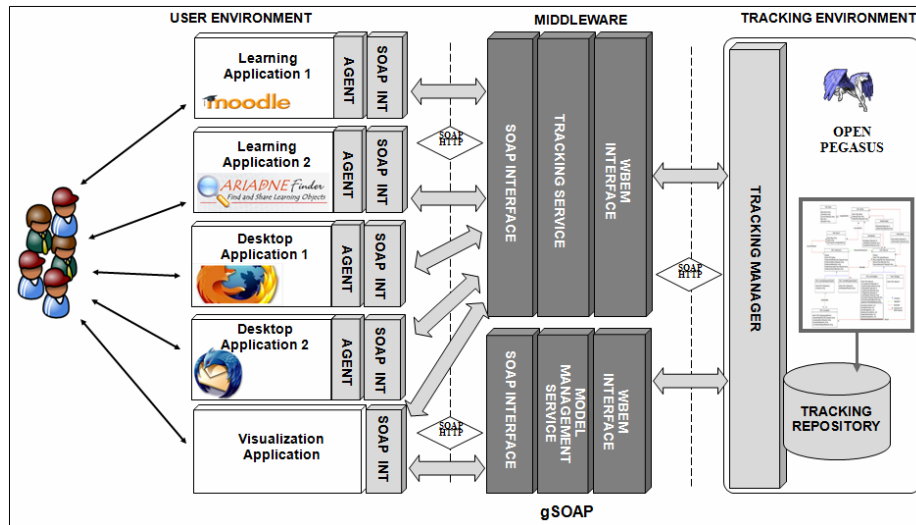 USER ENVIRONMENT
MIDDLEWARE
TRACKING ENVIRONMENT
Learning
Application 1
moodle
AGENT
SOAP INT
Learning
Application 2
ARIADNE Finder
Find and Share Learning Objects
AGENT
SOAP INT
Desktop
Application 1
AGENT
SOAP INT
Desktop
Application 2
AGENT
SOAP INT
Visualization
Application
SOAP INT
SOAP
HTTP
SOAP
HTTP
SOAP INTERFACE
TRACKING SERVICE
WBEM
INTERFACE
SOAP INTERFACE
MODEL
MANAGEMENT
SERVICE
WBEM
INTERFACE
gSOAP
SOAP
HTTP
TRACKING MANAGER
OPEN
PEGASUS
TRACKING
REPOSITORY